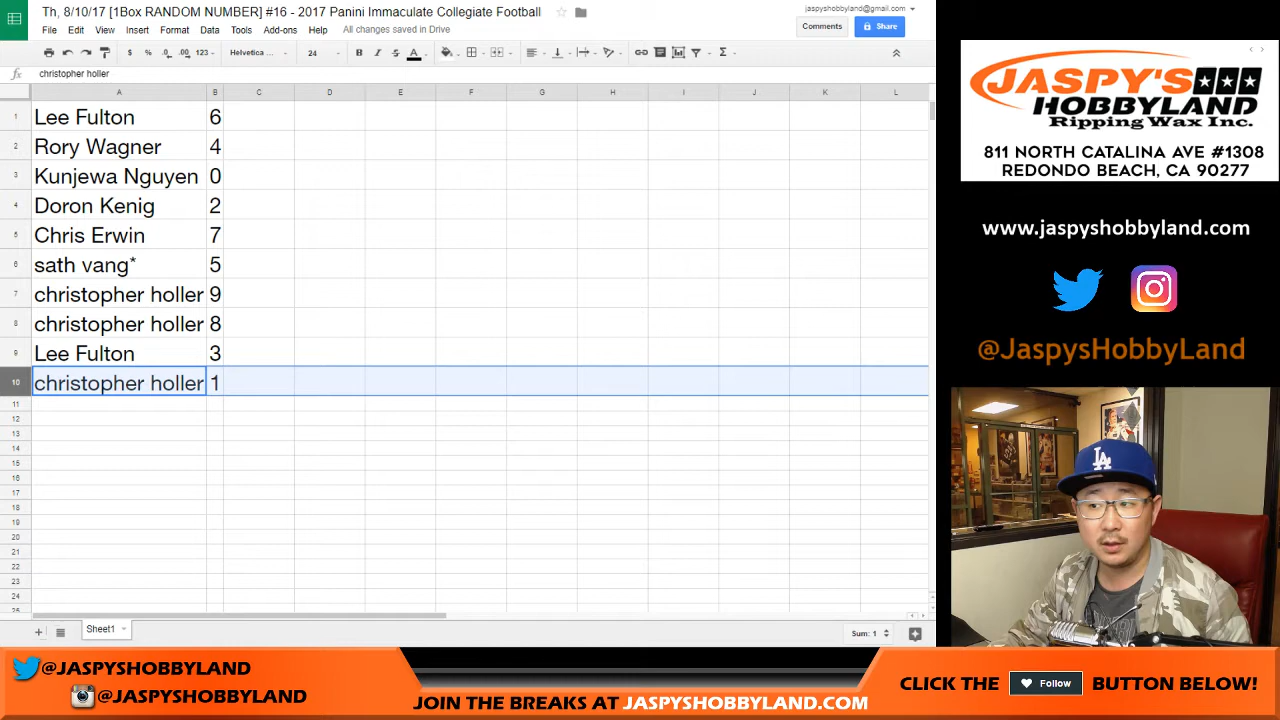 Th, 8/10/17 [1Box RANDOM NUMBER] #16 - 2017 Panini Immaculate Collegiate Football
jaspyshobbyland@gmail.com
File Edit View Insert Format Data Tools Add-ons Help All changes saved in Drive
Comments
Share
$ % .0 .00 123 Helvetica ... 24 B I A
fx christopher holler
A B C D E F G H I J K L
1 Lee Fulton 6
2 Rory Wagner 4
3 Kunjewa Nguyen 0
4 Doron Kenig 2
5 Chris Erwin 7
6 sath vang* 5
7 christopher holler 9
8 christopher holler 8
9 Lee Fulton 3
10 christopher holler 1
11
12
13
14
15
16
17
18
19
20
21
22
23
24
25
Sheet1
Sum: 1
JASPY'S
HOBBYLAND
Ripping Wax Inc.
811 NORTH CATALINA AVE #1308
REDONDO BEACH, CA 90277
www.jaspyshobbyland.com
@JaspysHobbyLand
LA
@JASPYSHOBBYLAND
@JASPYSHOBBYLAND
JOIN THE BREAKS AT JASPYSHOBBYLAND.COM
CLICK THE Follow BUTTON BELOW!